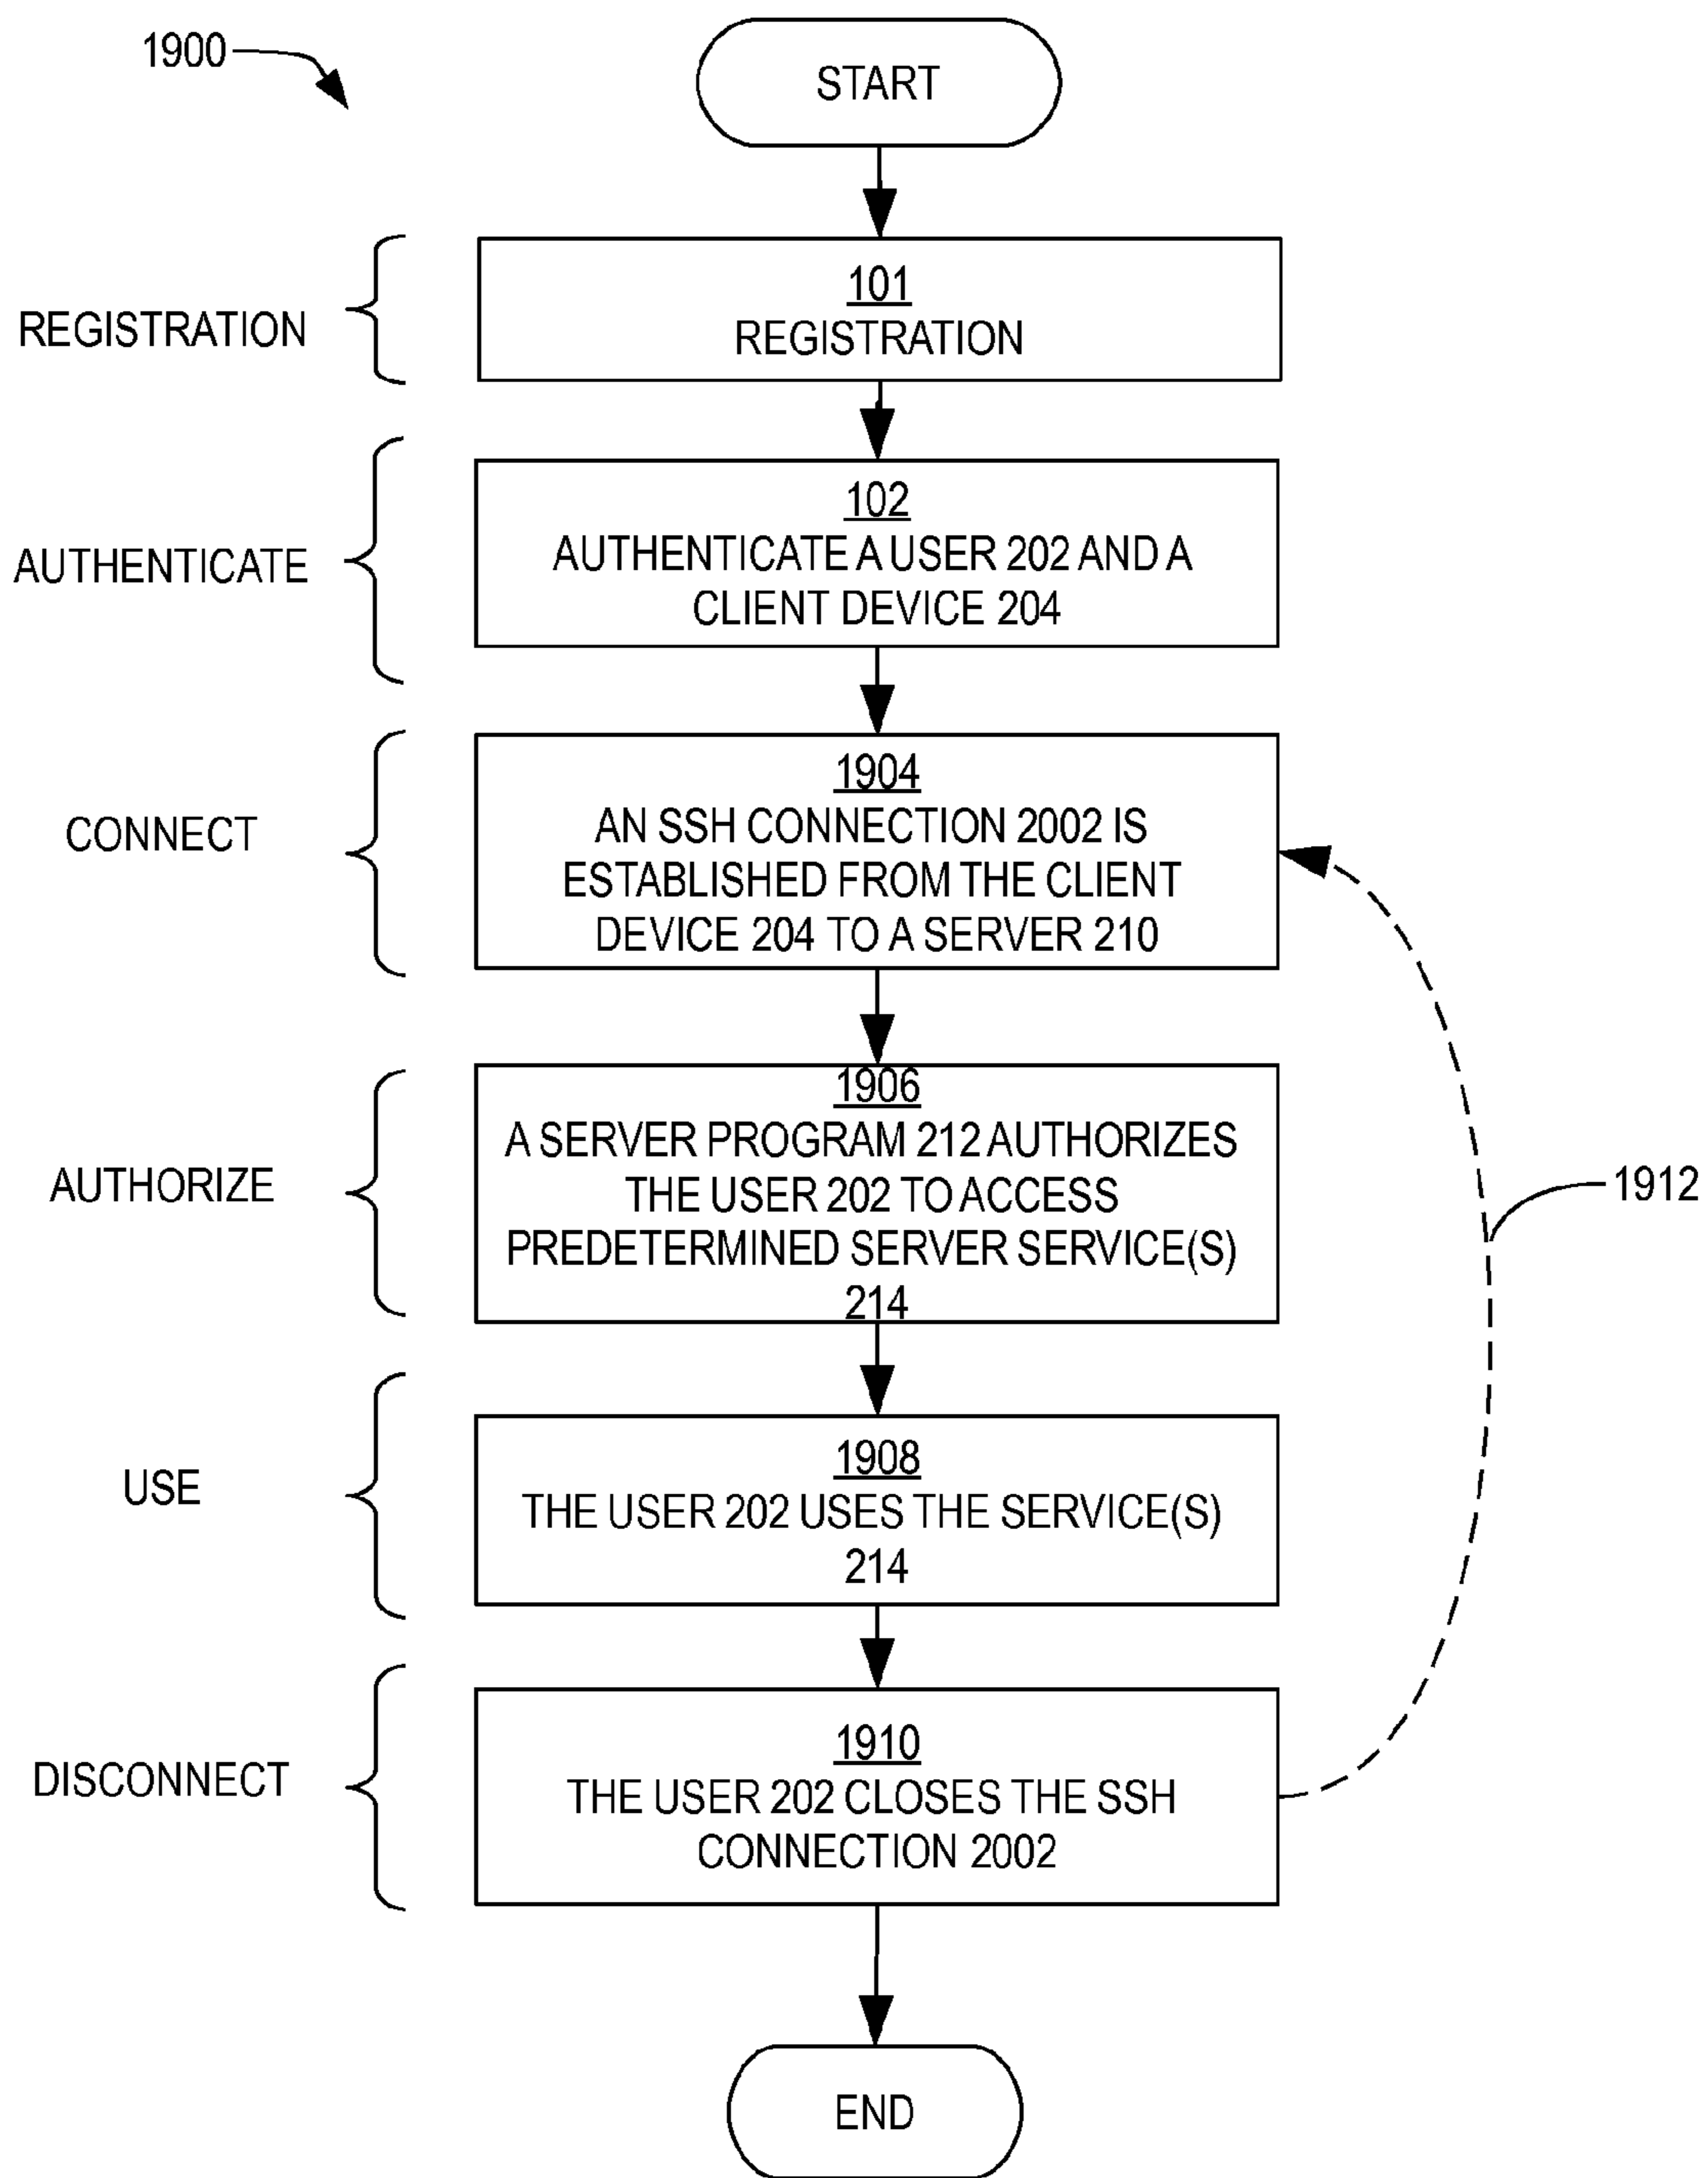 1900
START
REGISTRATION
101
REGISTRATION
AUTHENTICATE
102
AUTHENTICATE A USER 202 AND A
CLIENT DEVICE 204
CONNECT
1904
AN SSH CONNECTION 2002 IS
ESTABLISHED FROM THE CLIENT
DEVICE 204 TO A SERVER 210
AUTHORIZE
1906
A SERVER PROGRAM 212 AUTHORIZES
THE USER 202 TO ACCESS
PREDETERMINED SERVER SERVICE(S)
214
1912
USE
1908
THE USER 202 USES THE SERVICE(S)
214
DISCONNECT
1910
THE USER 202 CLOSES THE SSH
CONNECTION 2002
END